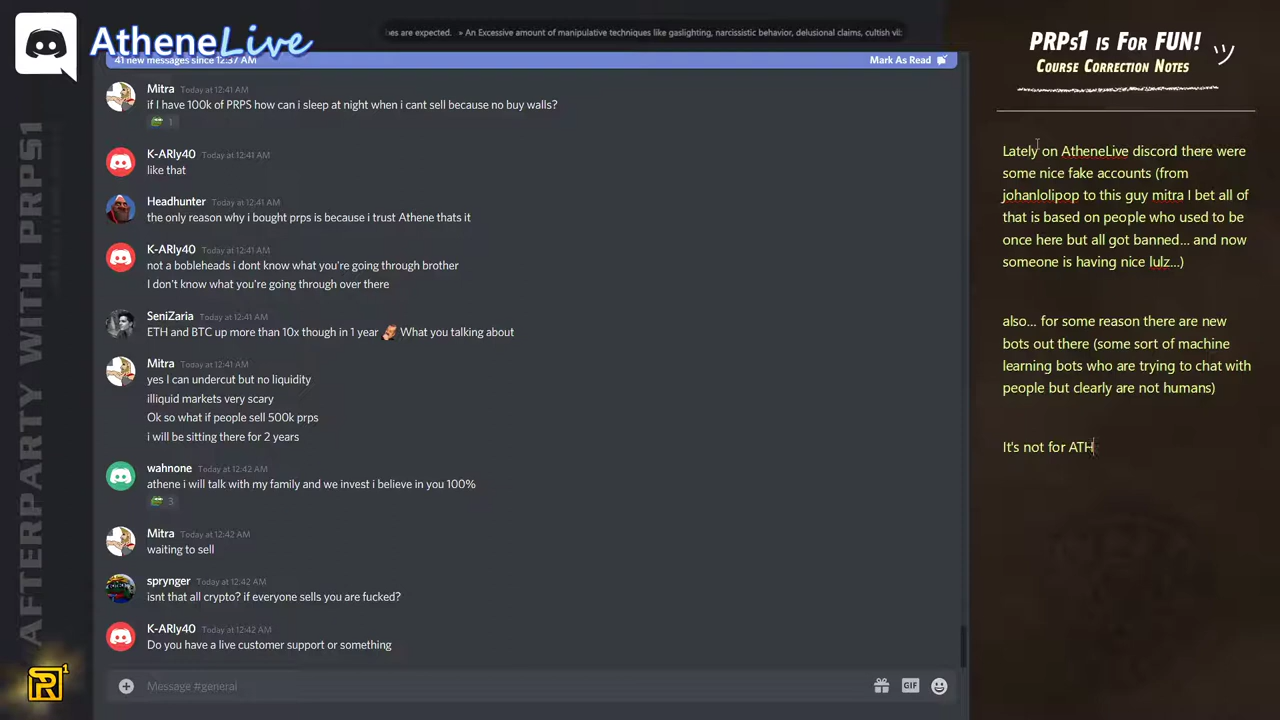 AtheneLive
es are expected. » An Excessive amount of manipulative techniques like gaslighting, narcissistic behavior, delusional claims, cultish vil
41 new messages since 12:37 AM
Mark As Read
Mitra Today at 12:41 AM
if I have 100k of PRPS how can i sleep at night when i cant sell because no buy walls?
1
K-ARly40 Today at 12:41 AM
like that
Headhunter Today at 12:41 AM
the only reason why i bought prps is because i trust Athene thats it
K-ARly40 Today at 12:41 AM
not a bobleheads i dont know what you're going through brother
I don't know what you're going through over there
SeniZaria Today at 12:41 AM
ETH and BTC up more than 10x though in 1 year What you talking about
Mitra Today at 12:41 AM
yes I can undercut but no liquidity
illiquid markets very scary
Ok so what if people sell 500k prps
i will be sitting there for 2 years
wahnone Today at 12:42 AM
athene i will talk with my family and we invest i believe in you 100%
3
Mitra Today at 12:42 AM
waiting to sell
sprynger Today at 12:42 AM
isnt that all crypto? if everyone sells you are fucked?
K-ARly40 Today at 12:42 AM
Do you have a live customer support or something
Message #general
GIF
AFTERPARTY WITH PRPS1
R1
PRPs1 is For FUN! ツ
Course Correction Notes
Lately on AtheneLive discord there were
some nice fake accounts (from
johanlolipop to this guy mitra I bet all of
that is based on people who used to be
once here but all got banned... and now
someone is having nice lulz...)
also... for some reason there are new
bots out there (some sort of machine
learning bots who are trying to chat with
people but clearly are not humans)
It's not for ATH